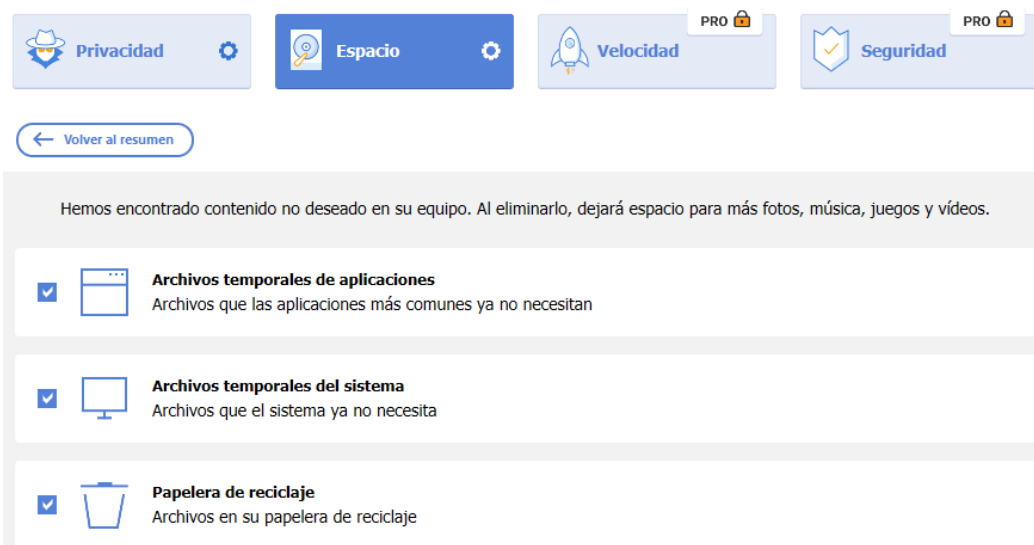 PRO
PRO
Privacidad
Espacio
Velocidad
Seguridad
Volver al resumen
Hemos encontrado contenido no deseado en su equipo. Al eliminarlo, dejará espacio para más fotos, música, juegos y vídeos.
Archivos temporales de aplicaciones
Archivos que las aplicaciones más comunes ya no necesitan
Archivos temporales del sistema
Archivos que el sistema ya no necesita
Papelera de reciclaje
Archivos en su papelera de reciclaje